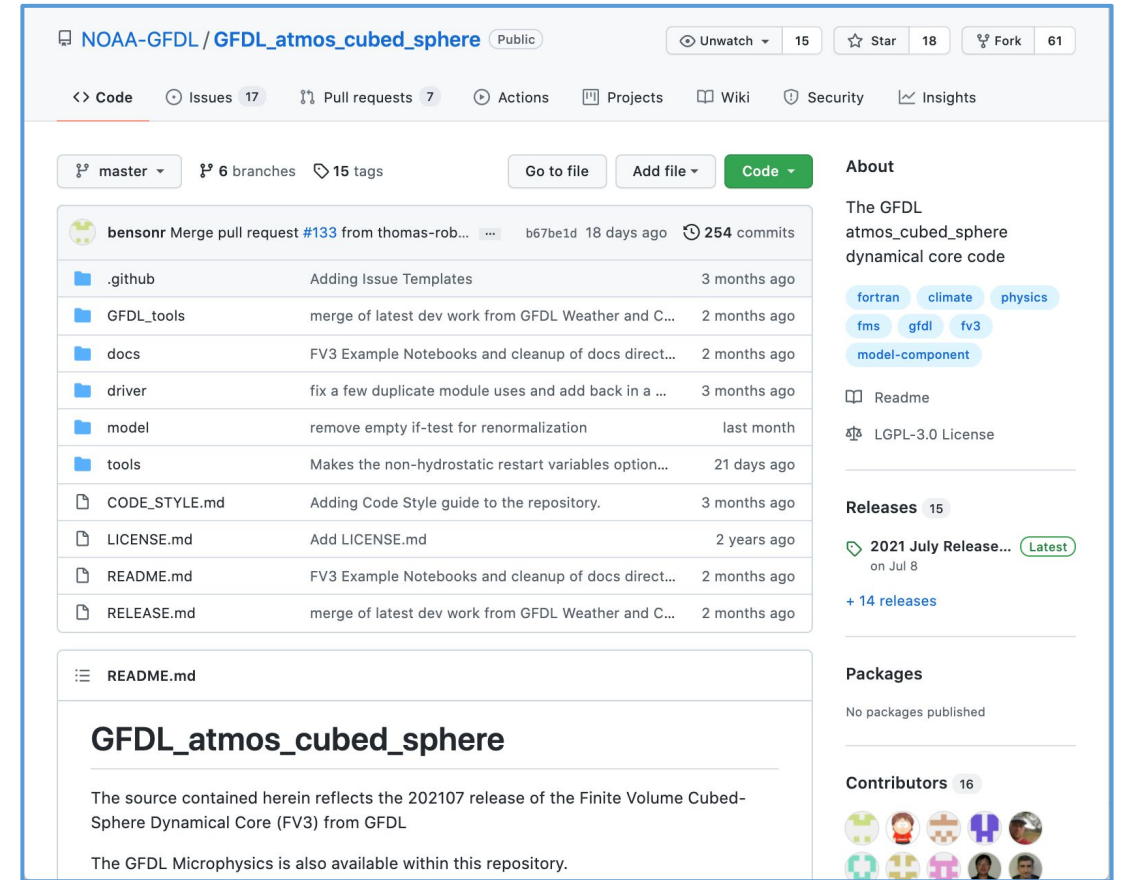 NOAA-GFDL / GFDL_atmos_cubed_sphere Public
Unwatch 15 Star 18 Fork 61
Code Issues 17 Pull requests 7 Actions Projects Wiki Security Insights
master 6 branches 15 tags Go to file Add file Code
bensonr Merge pull request #133 from thomas-rob... ... b67be1d 18 days ago 254 commits
.github Adding Issue Templates 3 months ago
GFDL_tools merge of latest dev work from GFDL Weather and C... 2 months ago
docs FV3 Example Notebooks and cleanup of docs direct... 2 months ago
driver fix a few duplicate module uses and add back in a ... 3 months ago
model remove empty if-test for renormalization last month
tools Makes the non-hydrostatic restart variables option... 21 days ago
CODE_STYLE.md Adding Code Style guide to the repository. 3 months ago
LICENSE.md Add LICENSE.md 2 years ago
README.md FV3 Example Notebooks and cleanup of docs direct... 2 months ago
RELEASE.md merge of latest dev work from GFDL Weather and C... 2 months ago
README.md
GFDL_atmos_cubed_sphere
The source contained herein reflects the 202107 release of the Finite Volume Cubed-
Sphere Dynamical Core (FV3) from GFDL
The GFDL Microphysics is also available within this repository.
About
The GFDL
atmos_cubed_sphere
dynamical core code
fortran climate physics
fms gfdl fv3
model-component
Readme
LGPL-3.0 License
Releases 15
2021 July Release... Latest
on Jul 8
+ 14 releases
Packages
No packages published
Contributors 16